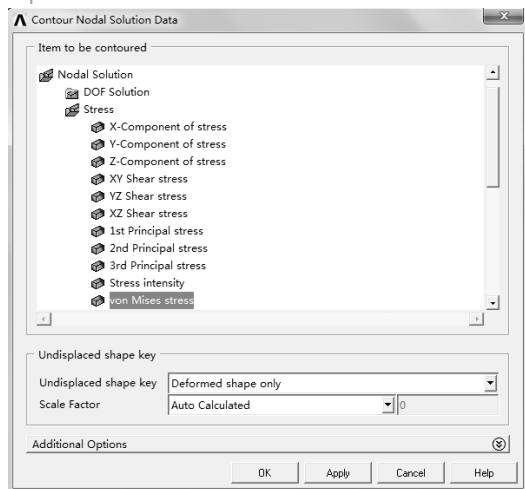 Contour Nodal Solution Data
Item to be contoured
Nodal Solution
DOF Solution
Stress
X-Component of stress
Y-Component of stress
Z-Component of stress
XY Shear stress
YZ Shear stress
XZ Shear stress
1st Principal stress
2nd Principal stress
3rd Principal stress
Stress intensity
von Mises stress
Undisplaced shape key
Undisplaced shape key Deformed shape only
Scale Factor Auto Calculated 0
Additional Options
OK Apply Cancel Help